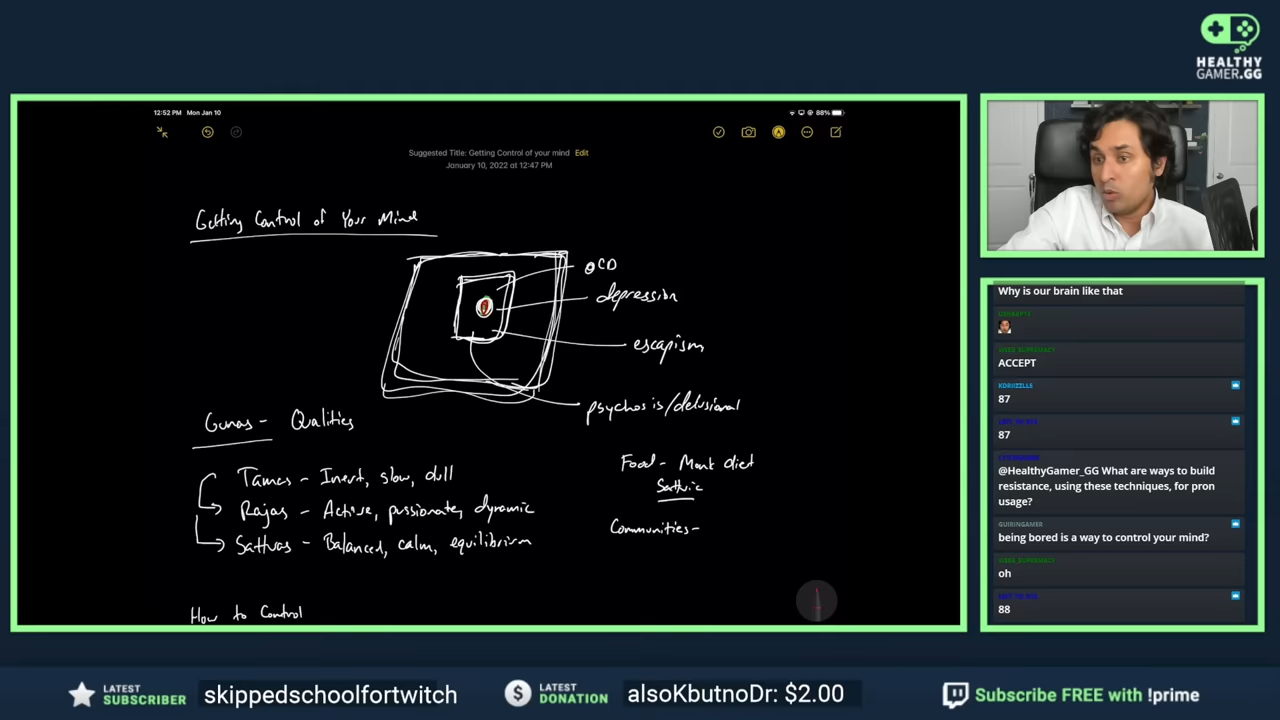 HEALTHY
GAMER.GG
12:52 PM Mon Jan 10
88%
Suggested Title: Getting Control of your mind Edit
January 10, 2022 at 12:47 PM
Getting Control of Your Mind
OCD
depression
escapism
psychosis/delusional
Gunas - Qualities
Tamas - Inert, slow, dull
Rajas - Active, passionate, dynamic
Sattvas - Balanced, calm, equilibrium
Food - Monk diet
Sattvic
Communities -
How to Control
Why is our brain like that
ACCEPT
87
87
@HealthyGamer_GG What are ways to build
resistance, using these techniques, for pron
usage?
GUIRINGAMER
being bored is a way to control your mind?
oh
88
LATEST
SUBSCRIBER
skippedschoolfortwitch
LATEST
DONATION
alsoKbutnoDr: $2.00
Subscribe FREE with !prime